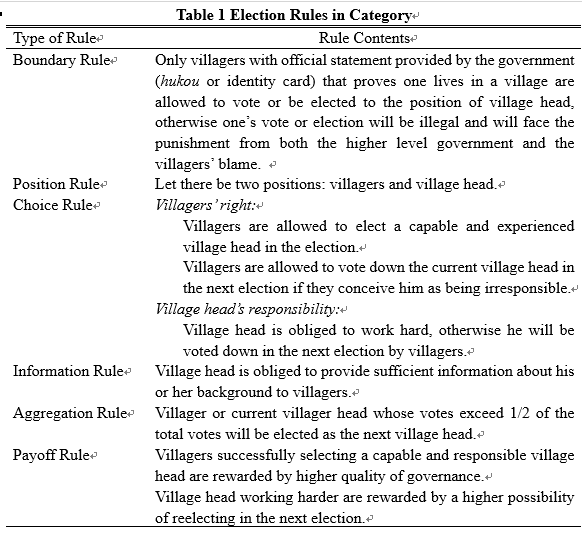 Table 1 Election Rules in Category
Type of Rule Rule Contents
Boundary Rule Only villagers with official statement provided by the government
(hukou or identity card) that proves one lives in a village are
allowed to vote or be elected to the position of village head,
otherwise one's vote or election will be illegal and will face the
punishment from both the higher level government and the
villagers' blame.
Position Rule Let there be two positions: villagers and village head.
Choice Rule Villagers' right:
Villagers are allowed to elect a capable and experienced
village head in the election.
Villagers are allowed to vote down the current village head in
the next election if they conceive him as being irresponsible.
Village head's responsibility:
Village head is obliged to work hard, otherwise he will be
voted down in the next election by villagers.
Information Rule Village head is obliged to provide sufficient information about his
or her background to villagers.
Aggregation Rule Villager or current villager head whose votes exceed 1/2 of the
total votes will be elected as the next village head.
Payoff Rule Villagers successfully selecting a capable and responsible village
head are rewarded by higher quality of governance.
Village head working harder are rewarded by a higher possibility
of reelecting in the next election.